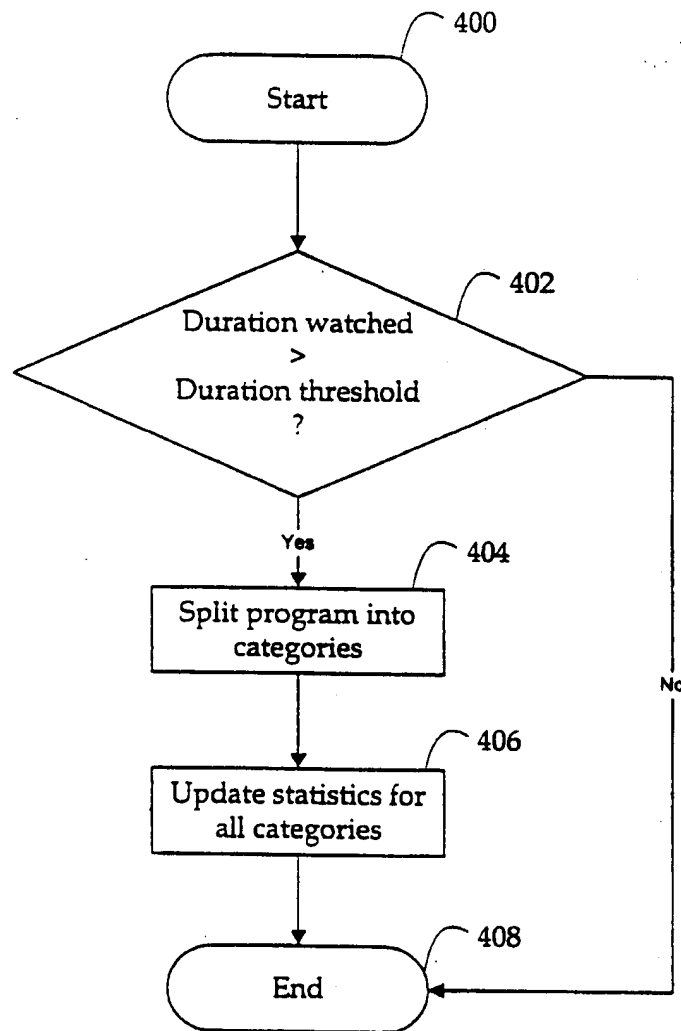 400
Start
402
Duration watched
>
Duration threshold
?
Yes
404
Split program into
categories
No
406
Update statistics for
all categories
408
End